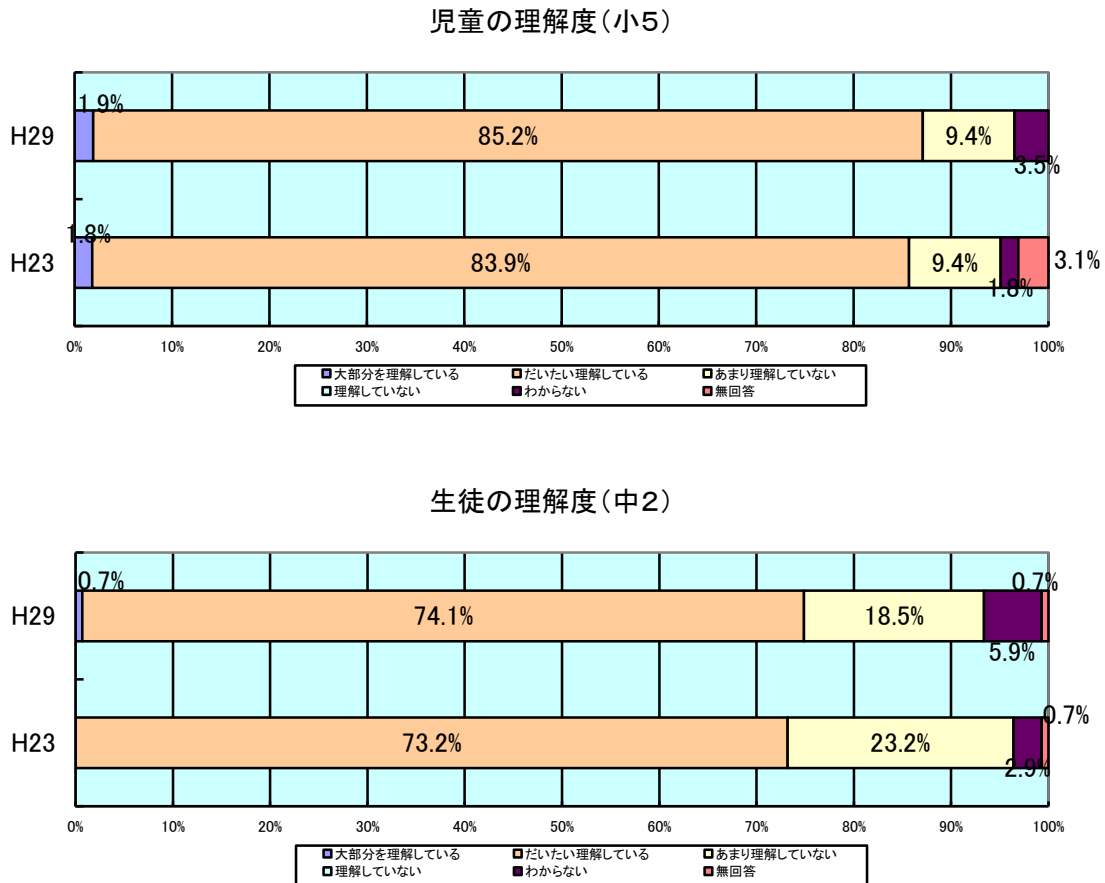 児童の理解度（小５）
1.9%
H29
85.2%
9.4%
3.5%
1.8%
H23
83.9%
9.4%
1.8%
3.1%
0% 10% 20% 30% 40% 50% 60% 70% 80% 90% 100%
大部分を理解している だいたい理解している あまり理解していない
理解していない わからない 無回答
生徒の理解度（中２）
0.7%
0.7%
H29
74.1%
18.5%
5.9%
0.7%
H23
73.2%
23.2%
2.9%
0% 10% 20% 30% 40% 50% 60% 70% 80% 90% 100%
大部分を理解している だいたい理解している あまり理解していない
理解していない わからない 無回答